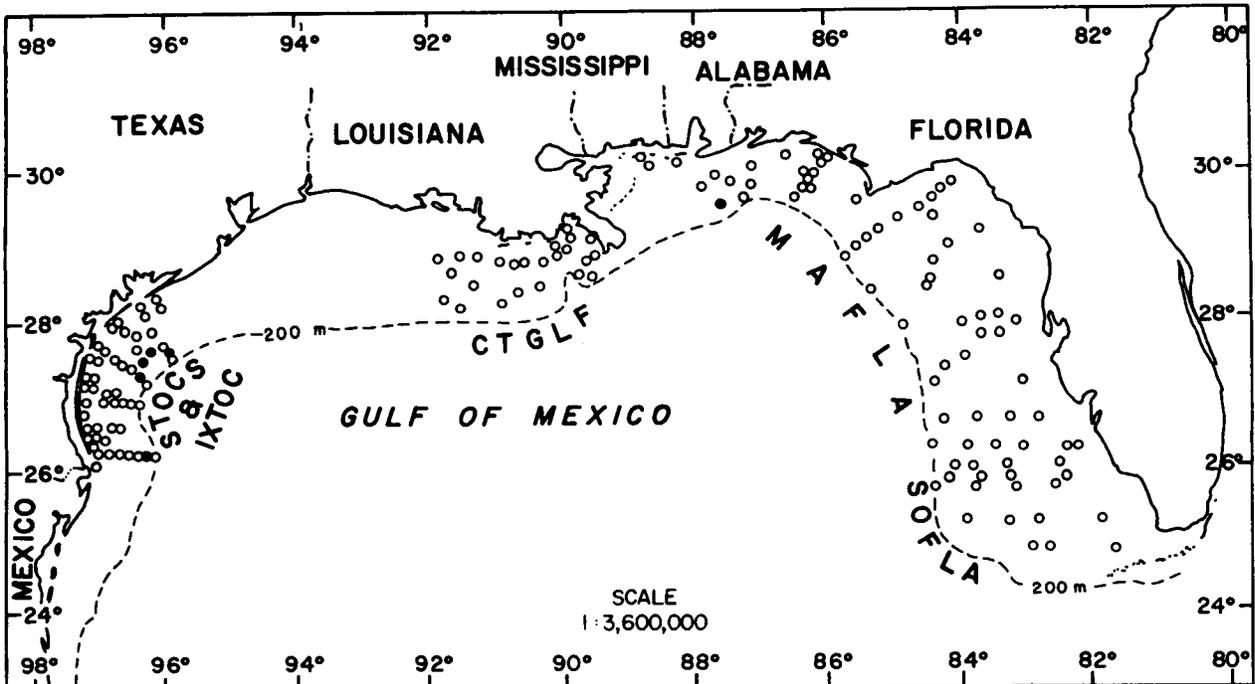 98° 96° 94° 92° 90° 88° 86° 84° 82° 80°
MISSISSIPPI ALABAMA
TEXAS LOUISIANA FLORIDA
30° 30°
MAFLA
28° 200 m CTGLF 28°
STOCS
&
IXTOC
GULF OF MEXICO
26° 26°
SOFLA
MEXICO
200 m
SCALE
1:3,600,000
24° 24°
98° 96° 94° 92° 90° 88° 86° 84° 82° 80°